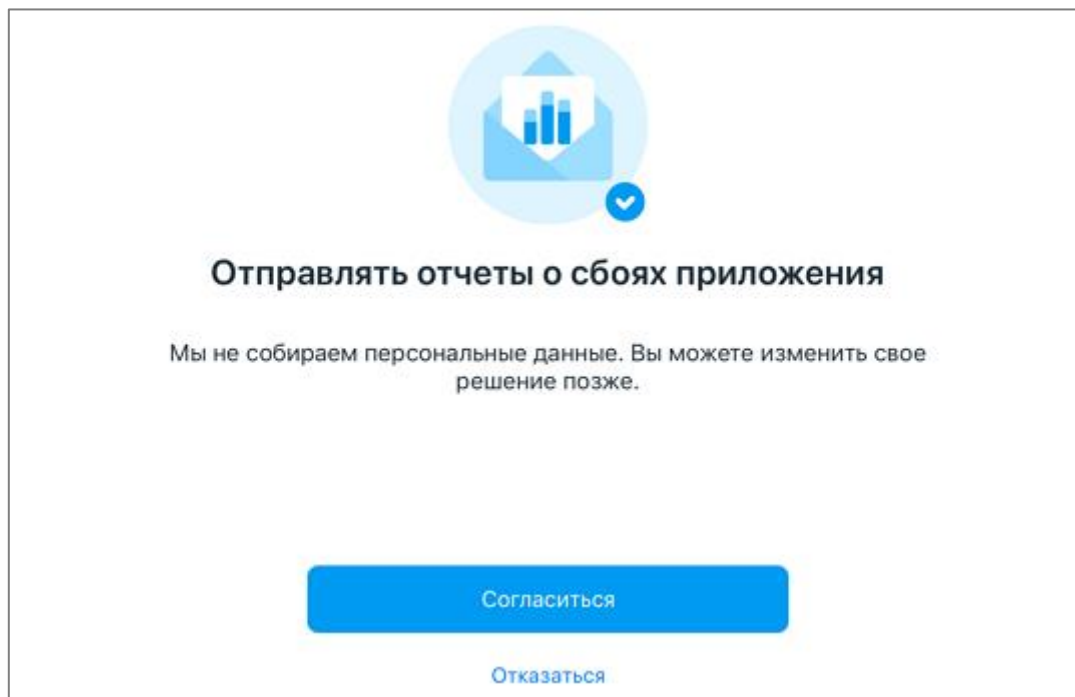 Отправлять отчеты о сбоях приложения
Мы не собираем персональные данные. Вы можете изменить свое
решение позже.
Согласиться
Отказаться